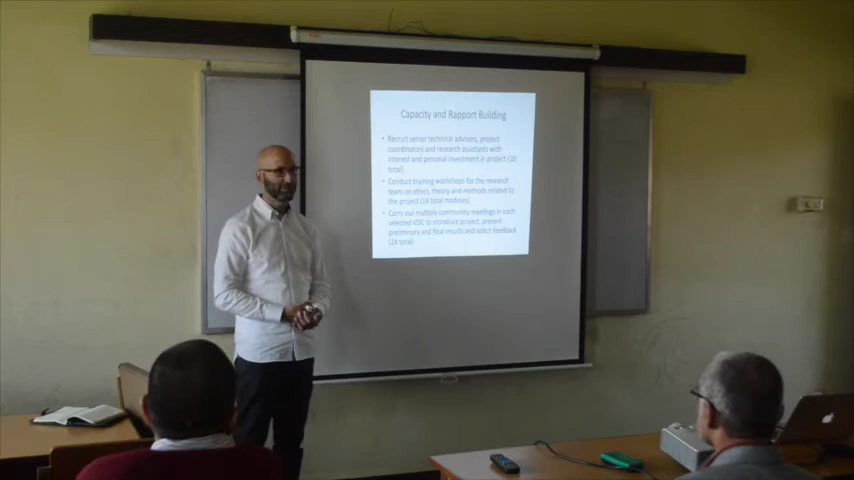 Capacity and Rapport Building
• Recruit senior technical advisors, project
coordinators and research assistants with
interest and personal investment in project (10
total)
• Conduct training workshops for the research
team on ethics, theory and methods related to
the project (14 total modules)
• Carry out multiple community meetings in each
selected VDC to introduce project, present
preliminary and final results and solicit feedback
(24 total)